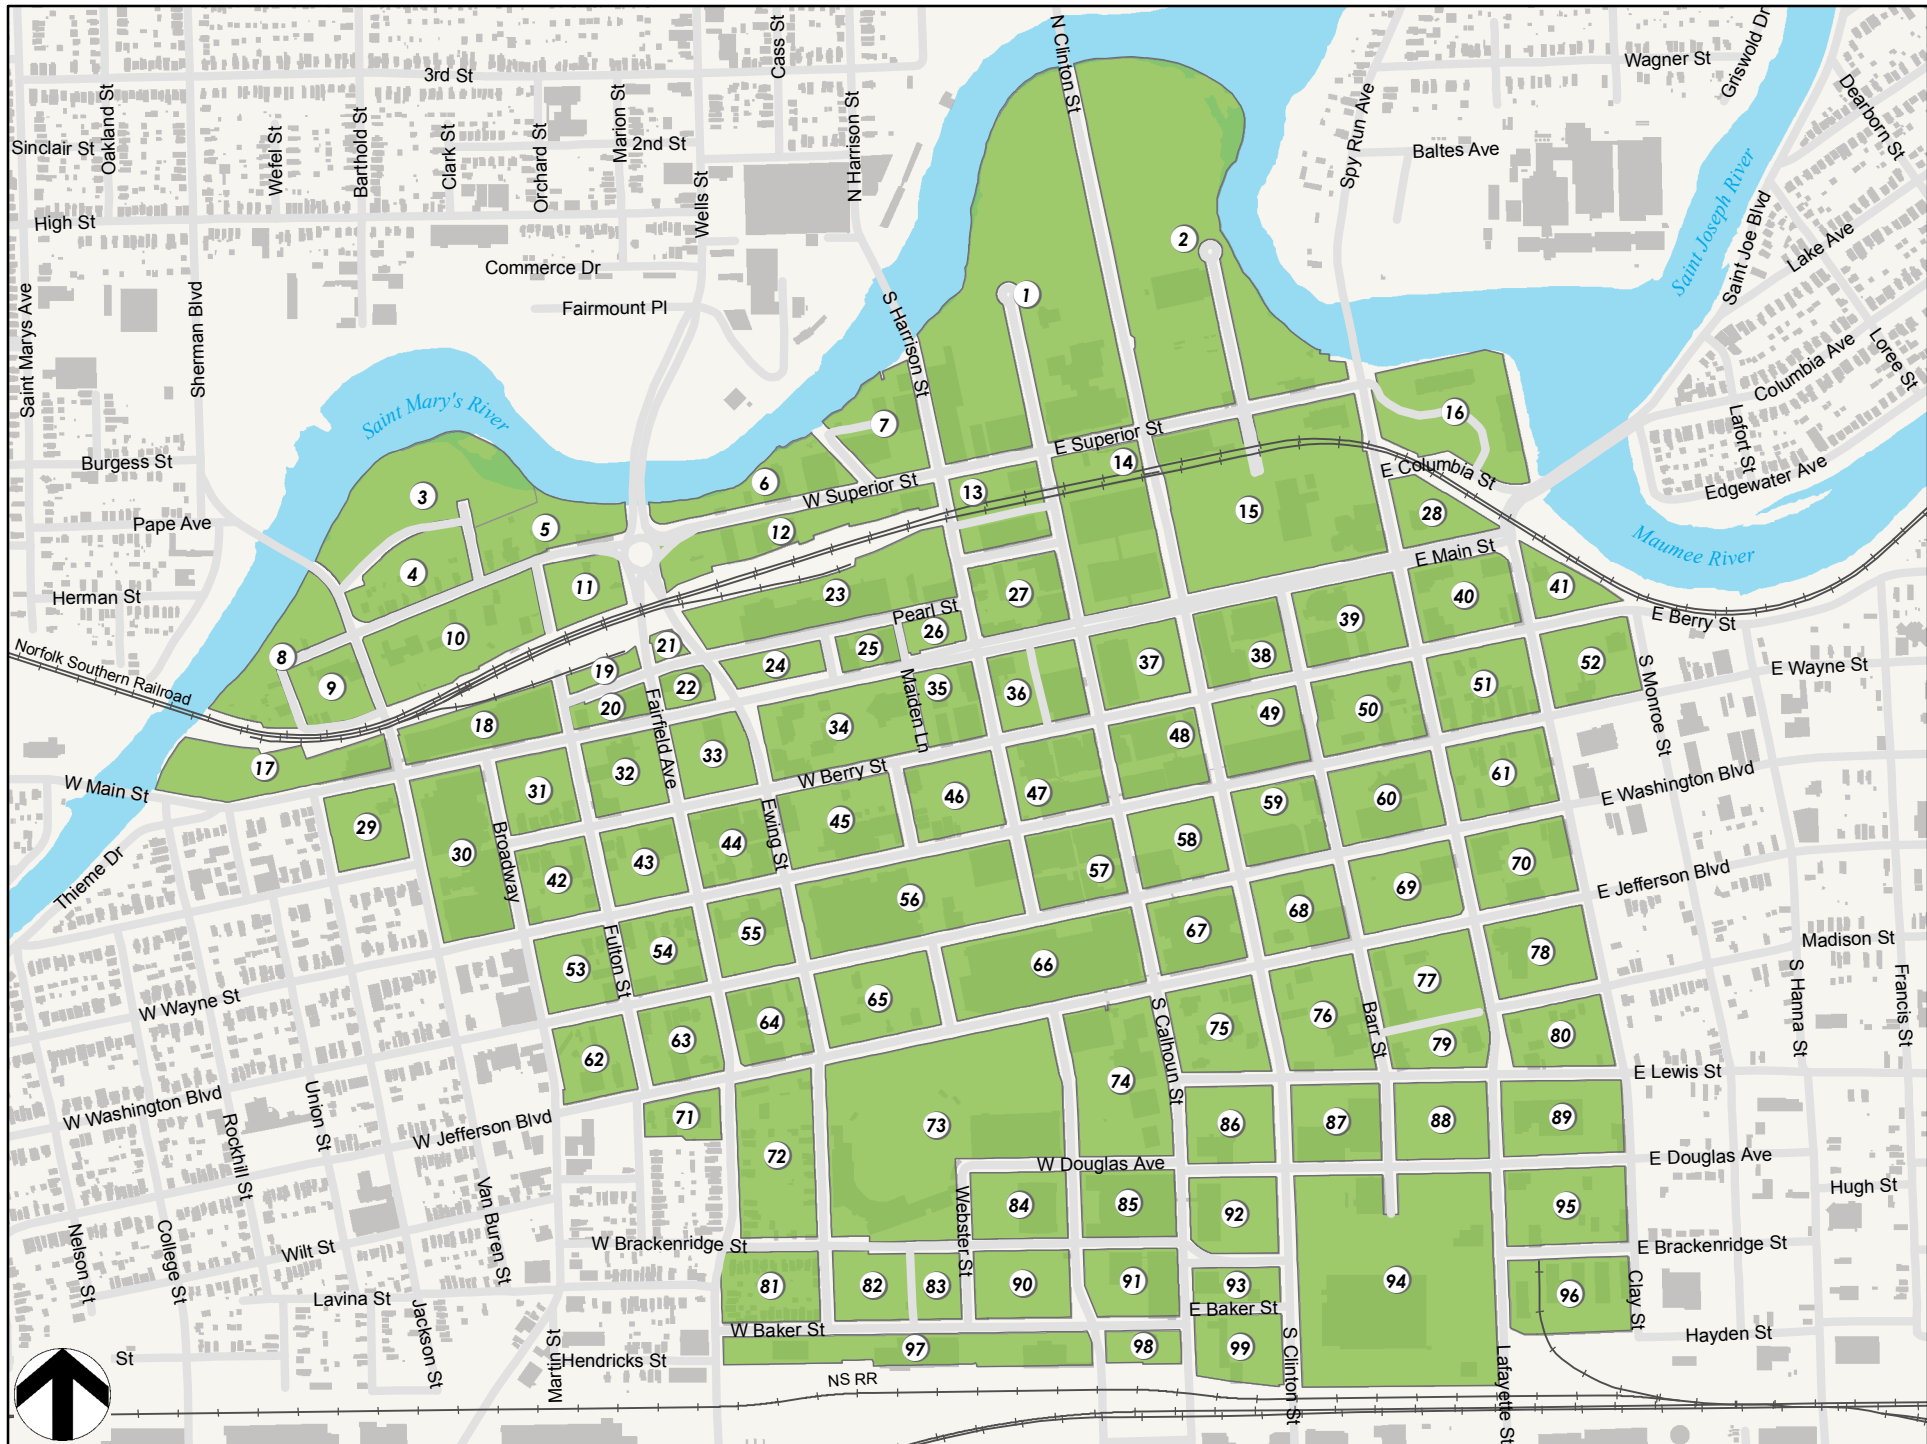 N Clinton St
Cass St
3rd St
Wagner St
Griswold Dr
Dearborn St
Oakland St
Sinclair St
Wefel St
Barthold St
Clark St
Orchard St
Marion St
2nd St
N Harrison St
Wells St
Spy Run Ave
Baltes Ave
Saint Joseph River
Saint Joe Blvd
Lake Ave
High St
Commerce Dr
Fairmount Pl
S Harrison St
1
2
Saint Marys Ave
Sherman Blvd
Saint Mary's River
Columbia Ave
Loree St
Lafort St
Edgewater Ave
Burgess St
Pape Ave
Herman St
3
4
5
6
7
W Superior St
E Superior St
E Columbia St
16
12
13
14
15
28
E Main St
Maumee River
8
9
10
11
23
Pearl St
27
26
25
24
21
22
19
20
18
17
Norfolk Southern Railroad
W Main St
Fairfield Ave
Maiden Ln
35
36
37
38
39
40
41
E Berry St
E Wayne St
S Monroe St
52
51
50
49
48
34
33
32
31
W Berry St
29
30
Broadway
Ewing St
42
43
44
45
46
47
57
58
59
60
61
E Washington Blvd
E Jefferson Blvd
Thieme Dr
53
54
55
56
Fulton St
66
67
68
69
70
78
77
76
75
65
64
63
62
W Wayne St
Madison St
S Hanna St
Francis St
S Calhoun St
Barr St
79
80
E Lewis St
W Washington Blvd
Rockhill St
Union St
W Jefferson Blvd
71
72
73
74
86
87
88
89
W Douglas Ave
E Douglas Ave
Hugh St
Webster St
84
85
92
95
Nelson St
College St
Wilt St
Van Buren St
W Brackenridge St
E Brackenridge St
81
82
83
90
91
93
94
96
Clay St
Lavina St
Jackson St
Martin St
W Baker St
E Baker St
Hayden St
St
Hendricks St
97
98
99
S Clinton St
Lafayette St
NS RR